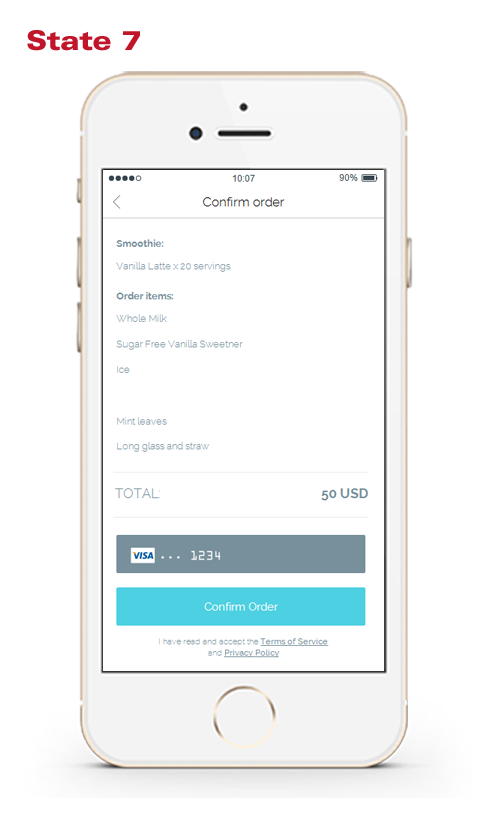 State 7
10:07
90%
Confirm order
Smoothie:
Vanilla Latte x 20 servings
Order items:
Whole Milk
Sugar Free Vanilla Sweetner
Ice
Mint leaves
Long glass and straw
TOTAL: 50 USD
VISA ... 1234
Confirm Order
I have read and accept the Terms of Service
and Privacy Policy